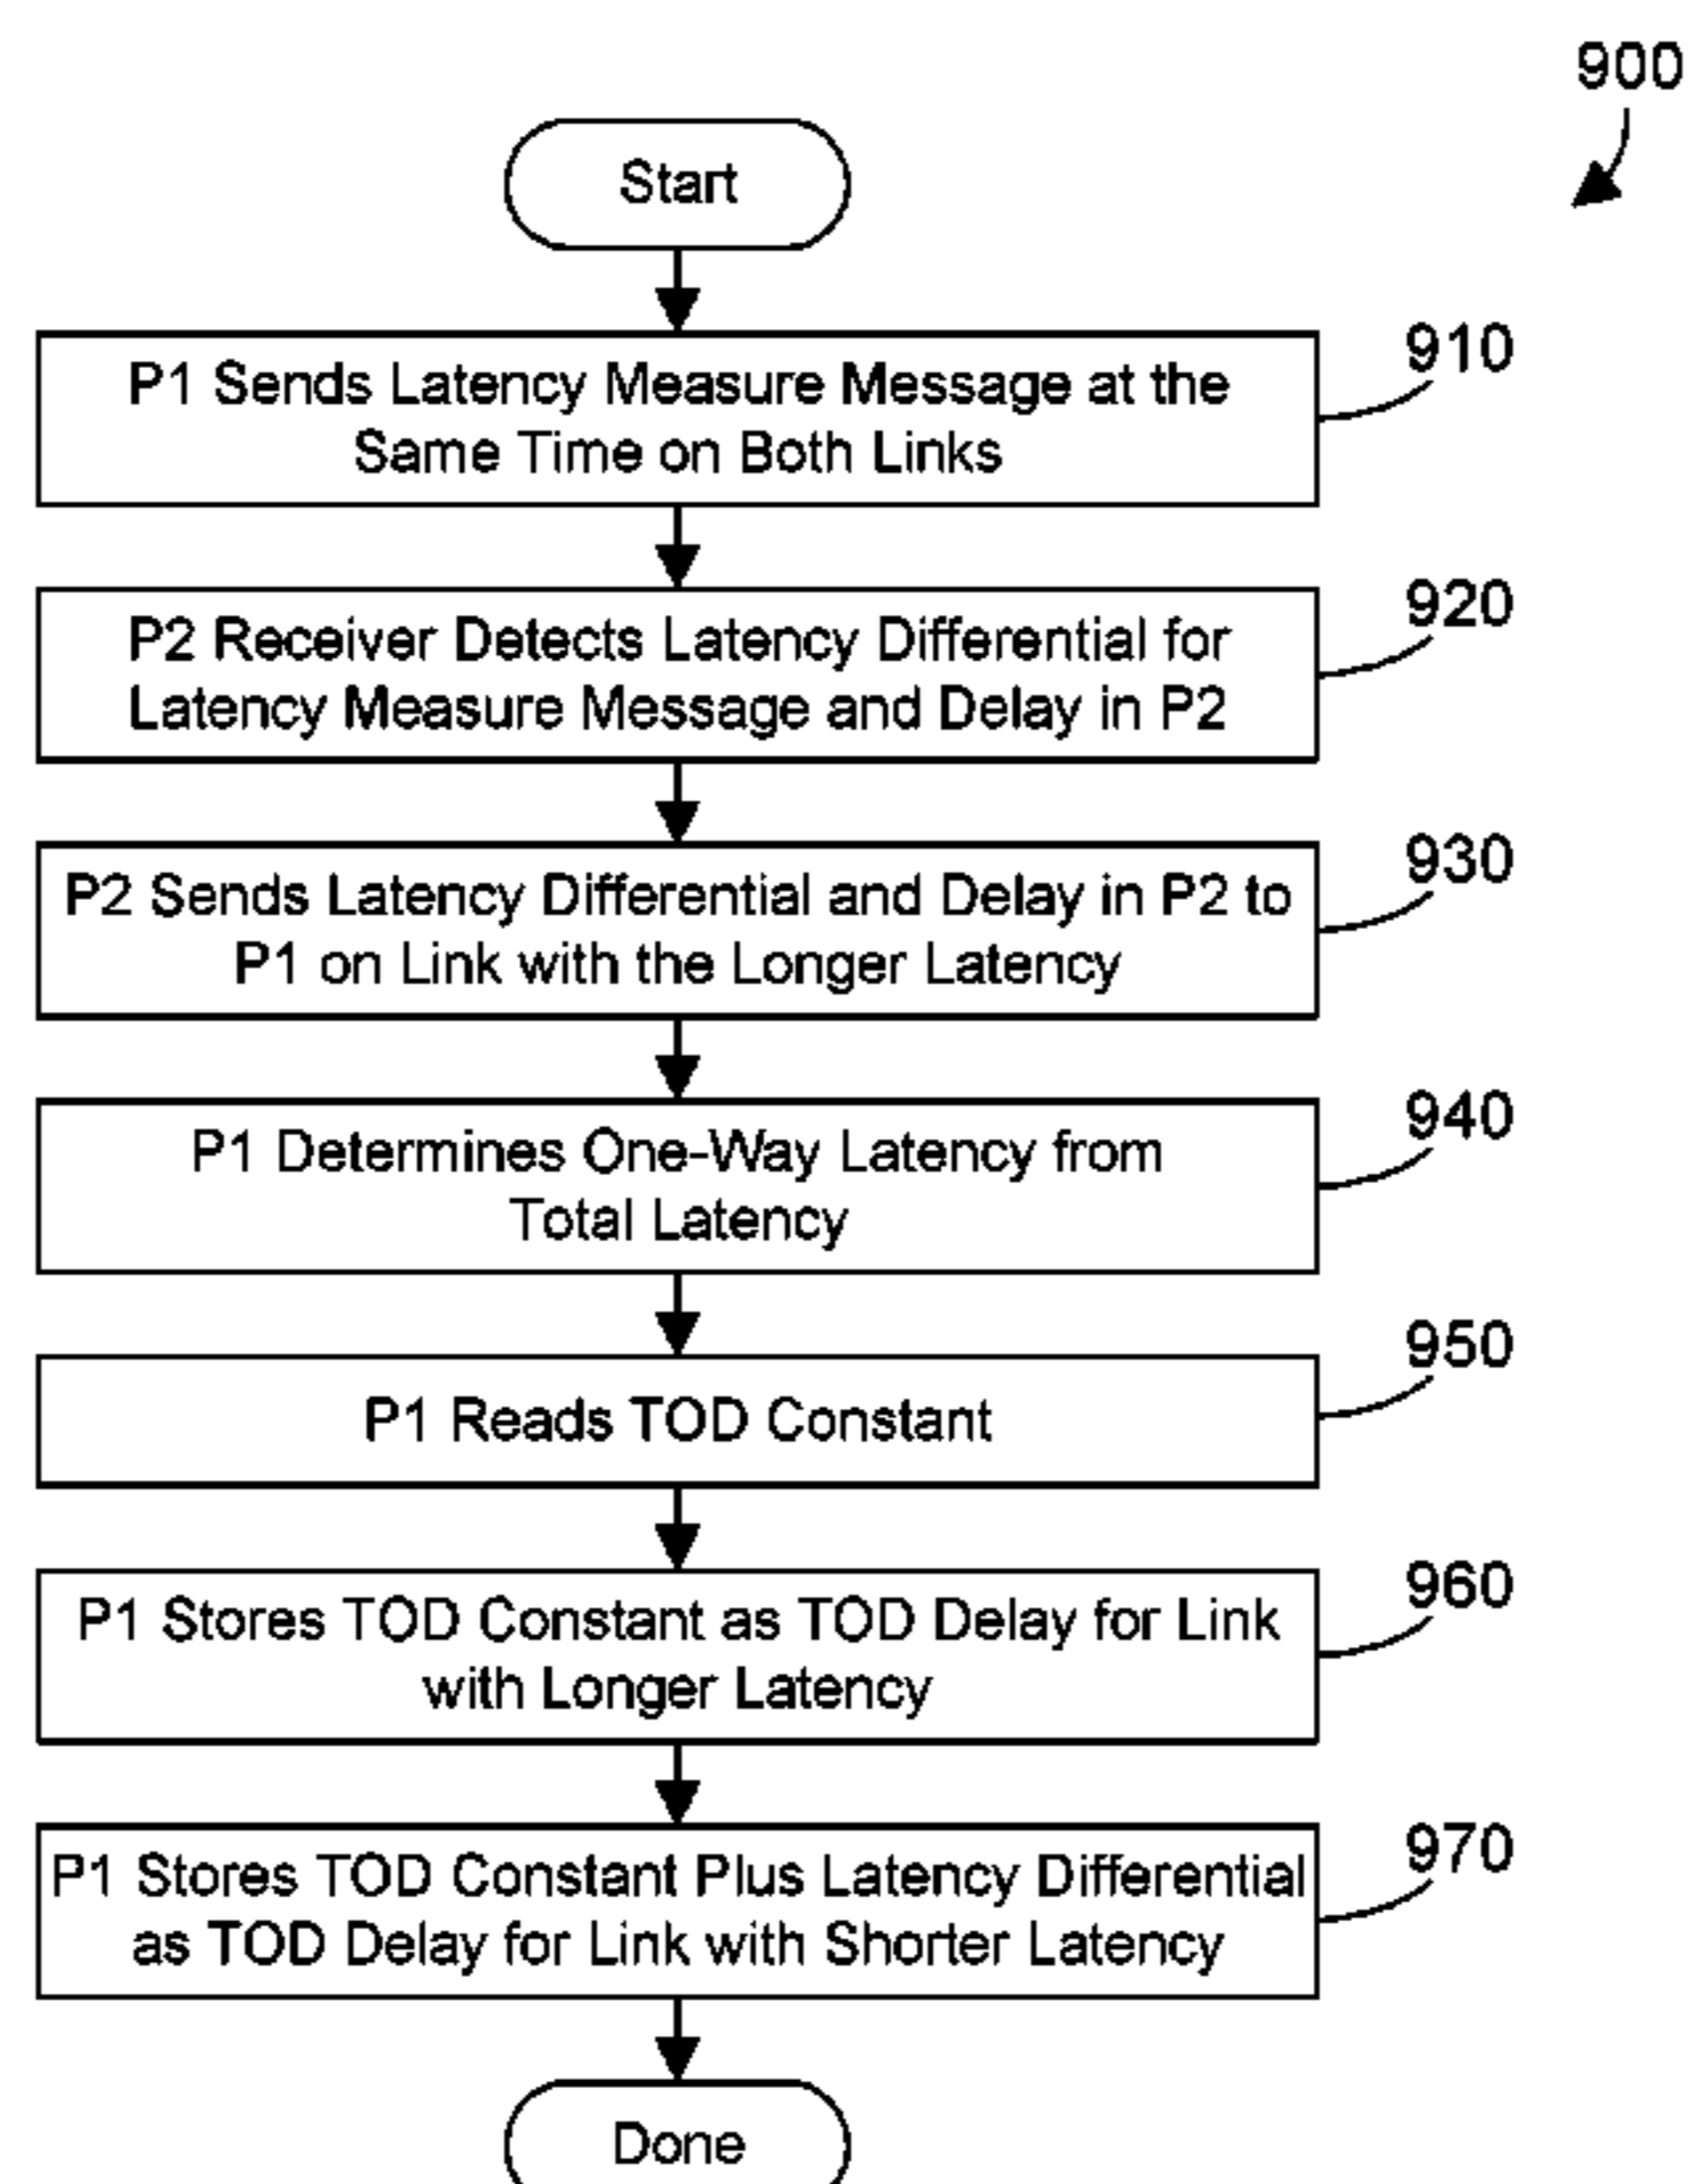 900
Start
P1 Sends Latency Measure Message at the
Same Time on Both Links
910
P2 Receiver Detects Latency Differential for
Latency Measure Message and Delay in P2
920
P2 Sends Latency Differential and Delay in P2 to
P1 on Link with the Longer Latency
930
P1 Determines One-Way Latency from
Total Latency
940
P1 Reads TOD Constant
950
P1 Stores TOD Constant as TOD Delay for Link
with Longer Latency
960
P1 Stores TOD Constant Plus Latency Differential
as TOD Delay for Link with Shorter Latency
970
Done